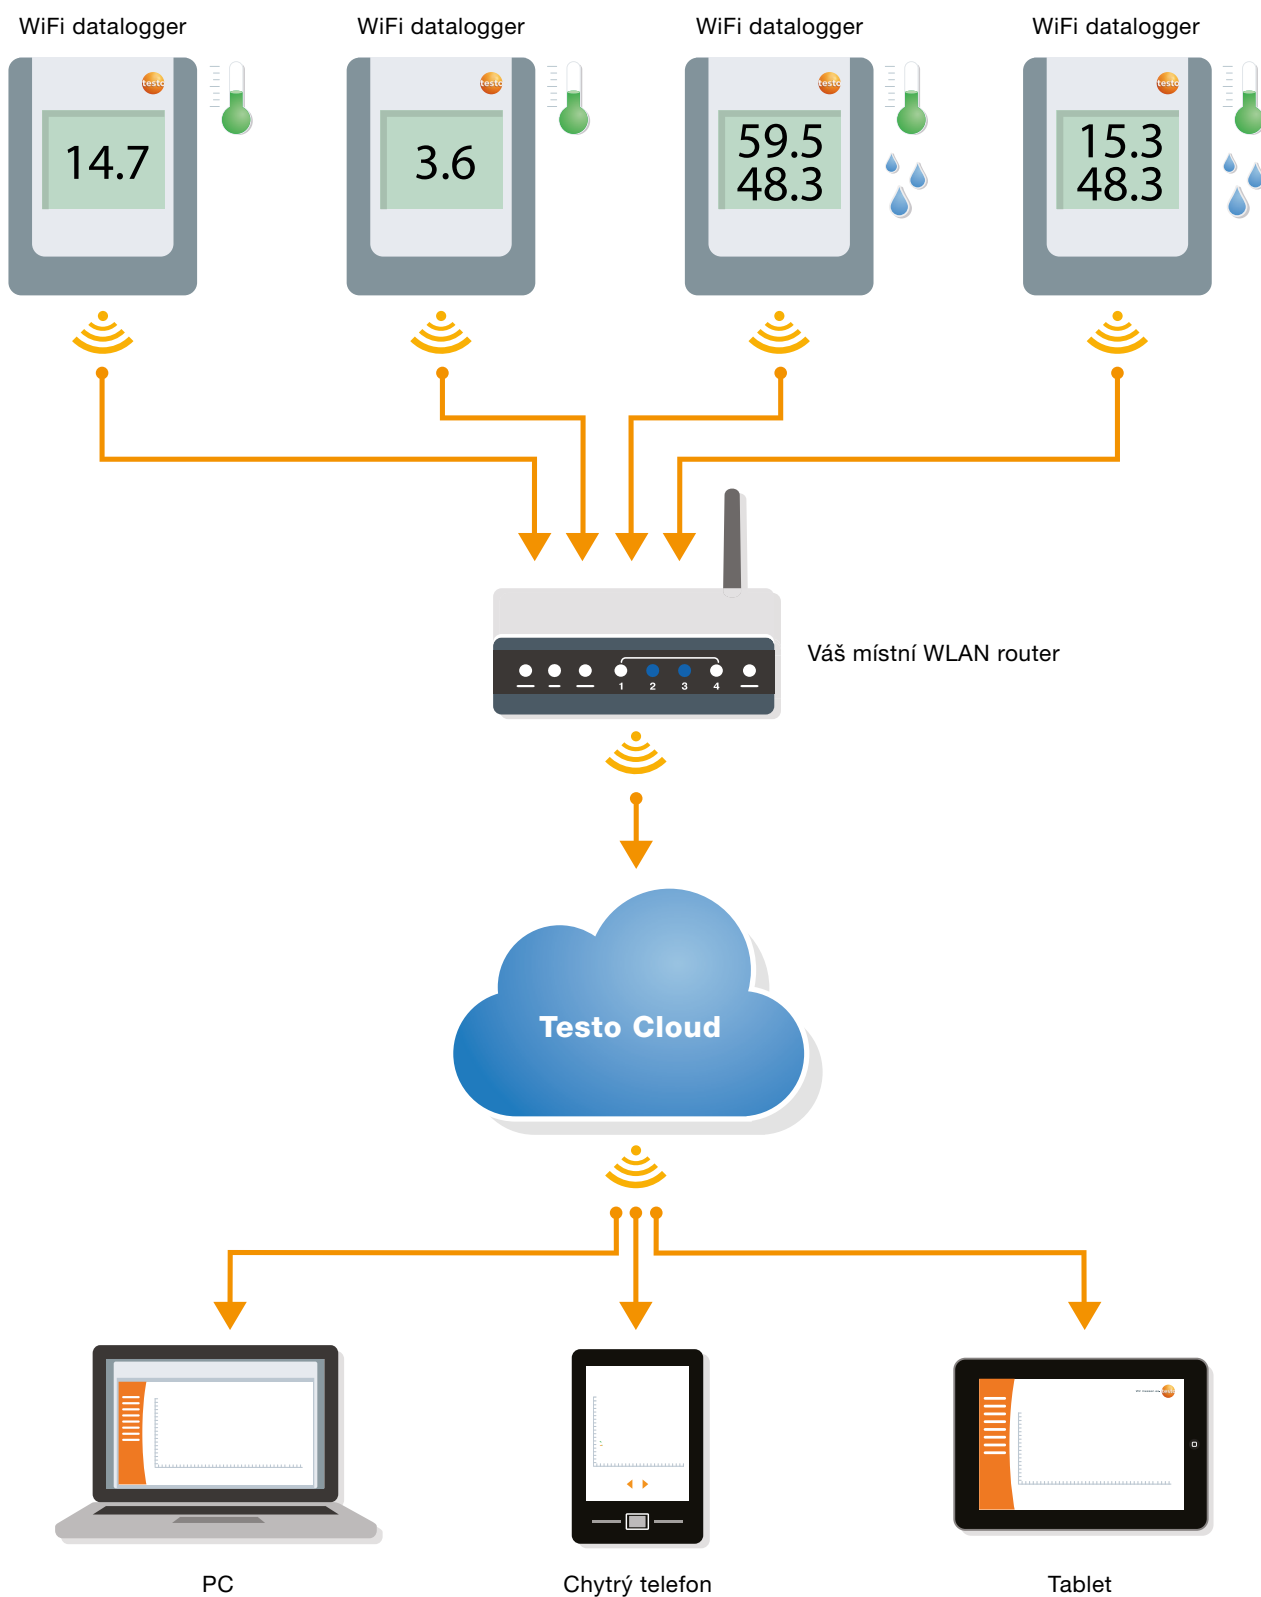 WiFi datalogger
WiFi datalogger
WiFi datalogger
WiFi datalogger
testo
testo
testo
testo
14.7
3.6
59.5
48.3
15.3
48.3
Váš místní WLAN router
1 2 3 4
Testo Cloud
testo
PC
Chytrý telefon
Tablet